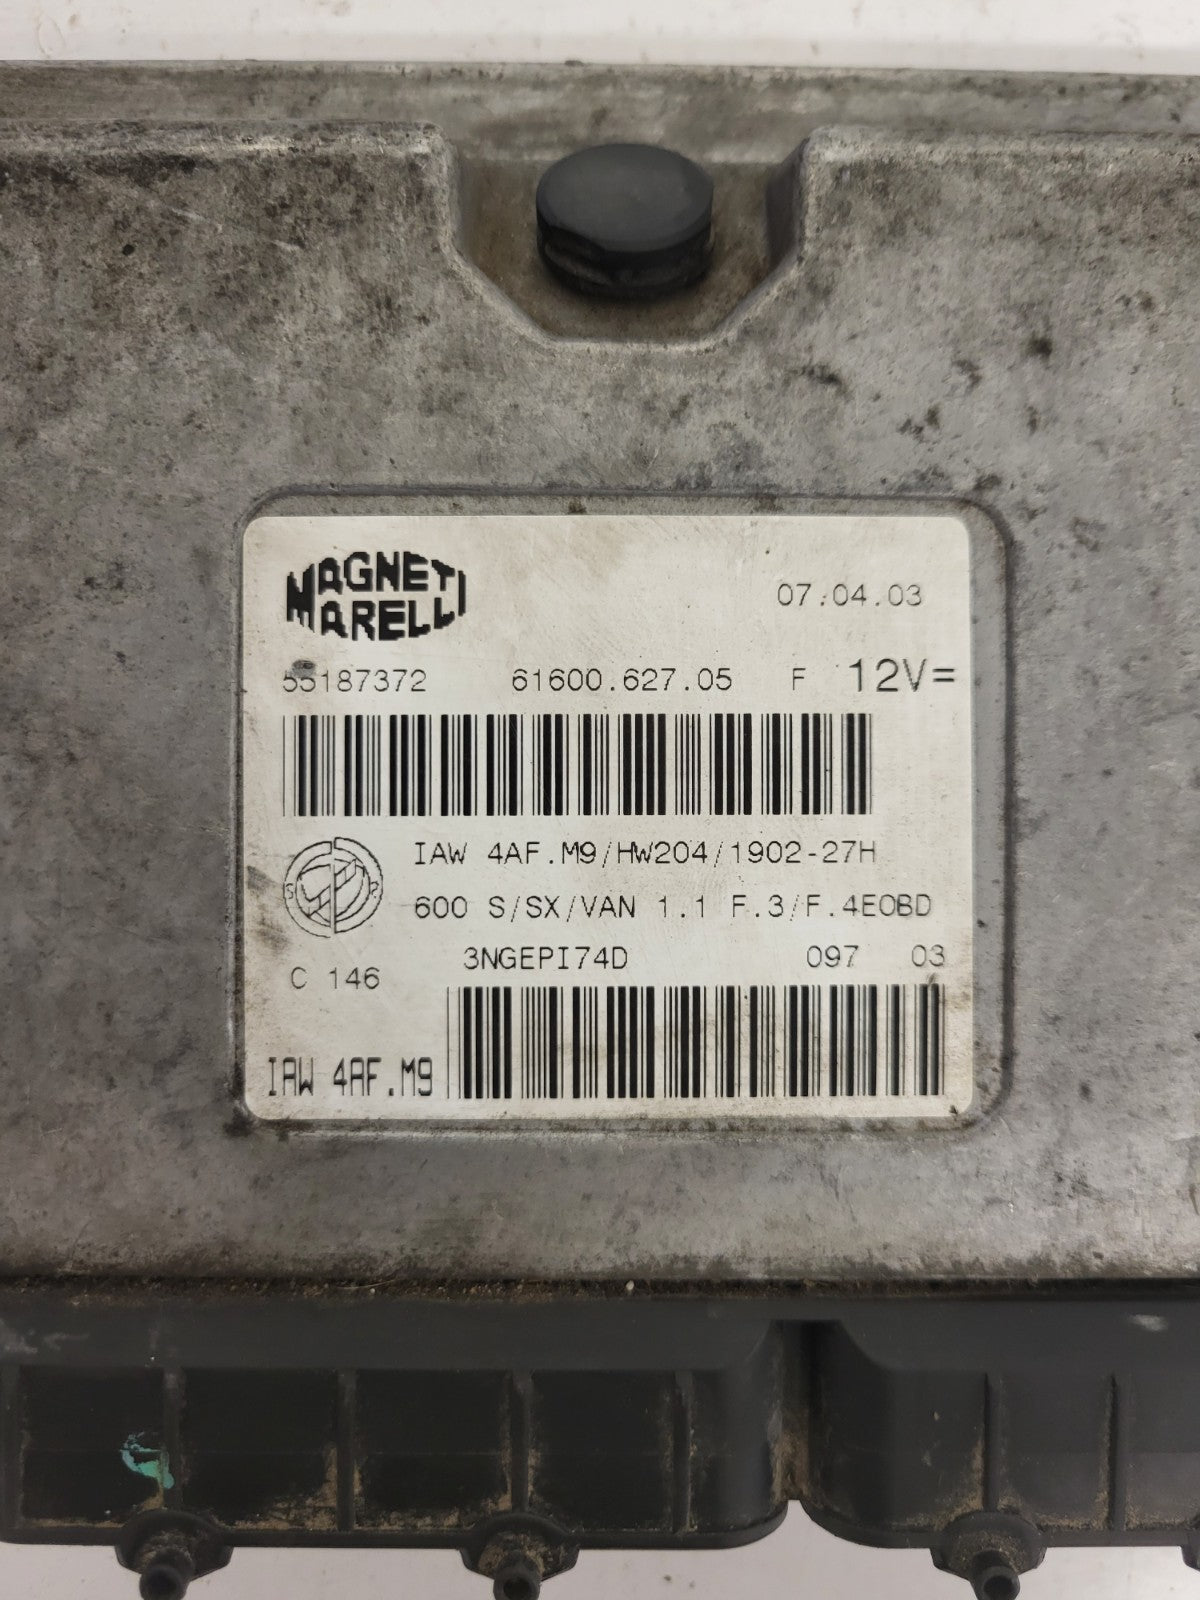 MAGNETI
MARELLI
07.04.03
55187372 61600.627.05 F 12V=
IAW 4AF.M9/HW204/1902-27H
S R
600 S/SX/VAN 1.1 F.3/F.4EOBD
3NGEPI74D 097 03
C 146
IAW 4AF.M9